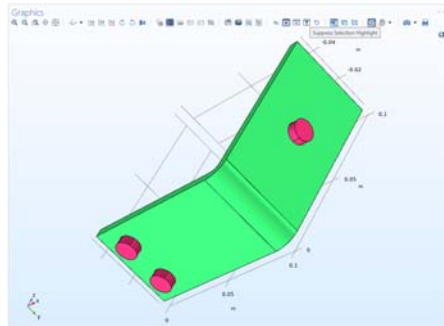 Graphics
Suppress Selection Highlight
-0.04
m
-0.02
0.1
0.05
m
0
0.1
0.05
m
0
z
x
y